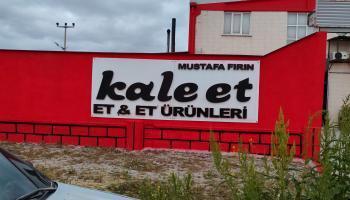 MUSTAFA FIRIN
kale et
ET & ET ÜRÜNLERİ